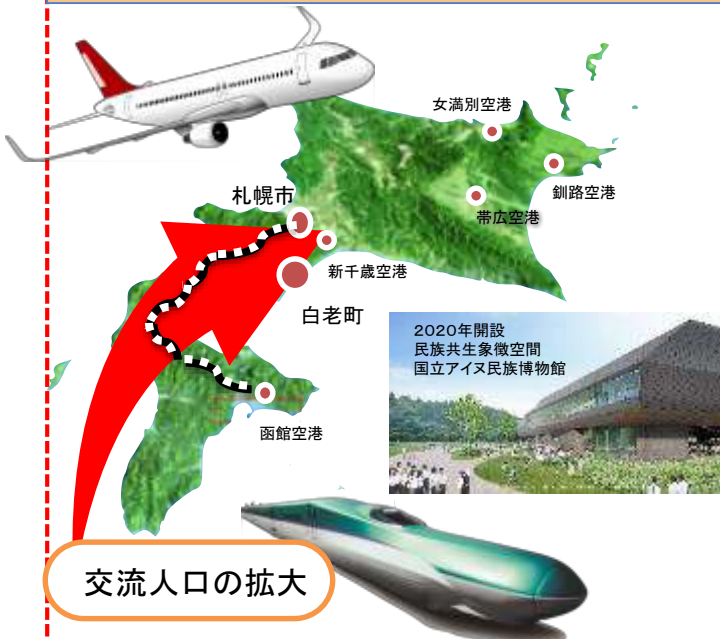 女満別空港
釧路空港
札幌市
帯広空港
新千歳空港
白老町
2020年開設
民族共生象徴空間
国立アイヌ民族博物館
函館空港
交流人口の拡大